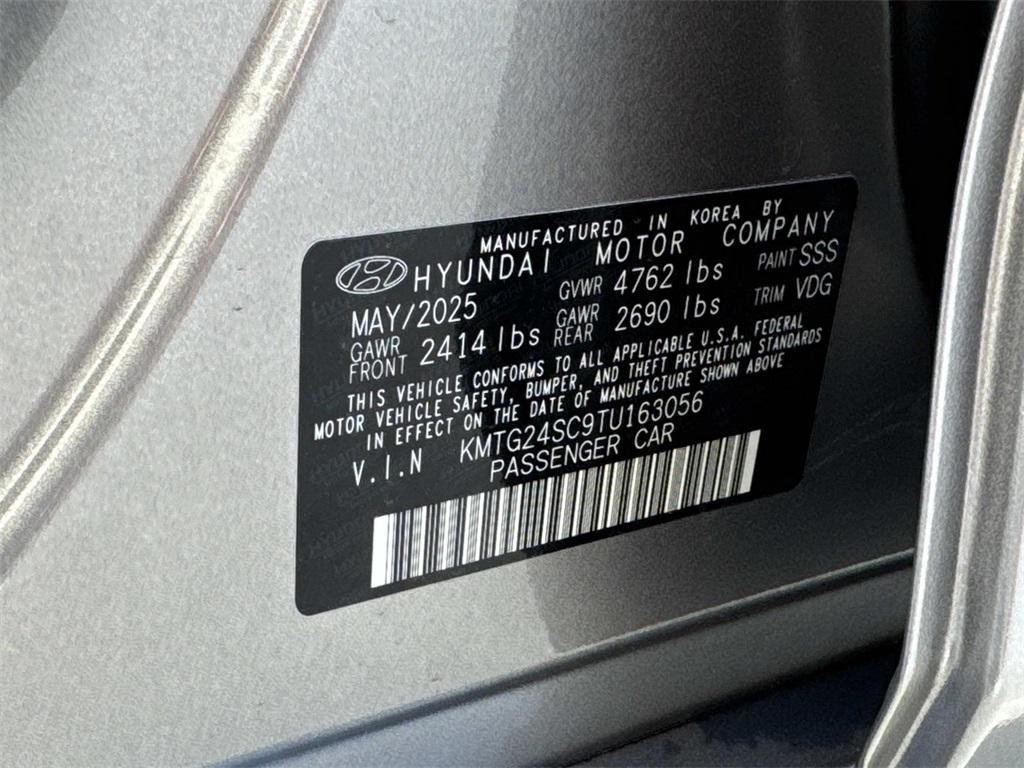 MANUFACTURED IN KOREA BY
HYUNDAI MOTOR COMPANY
MAY/2025 GVWR 4762 lbs PAINT SSS
GAWR FRONT 2414 lbs GAWR REAR 2690 lbs TRIM VDG
THIS VEHICLE CONFORMS TO ALL APPLICABLE U.S.A. FEDERAL
MOTOR VEHICLE SAFETY, BUMPER, AND THEFT PREVENTION STANDARDS
IN EFFECT ON THE DATE OF MANUFACTURE SHOWN ABOVE
V.I.N KMTG24SC9TU163056
PASSENGER CAR